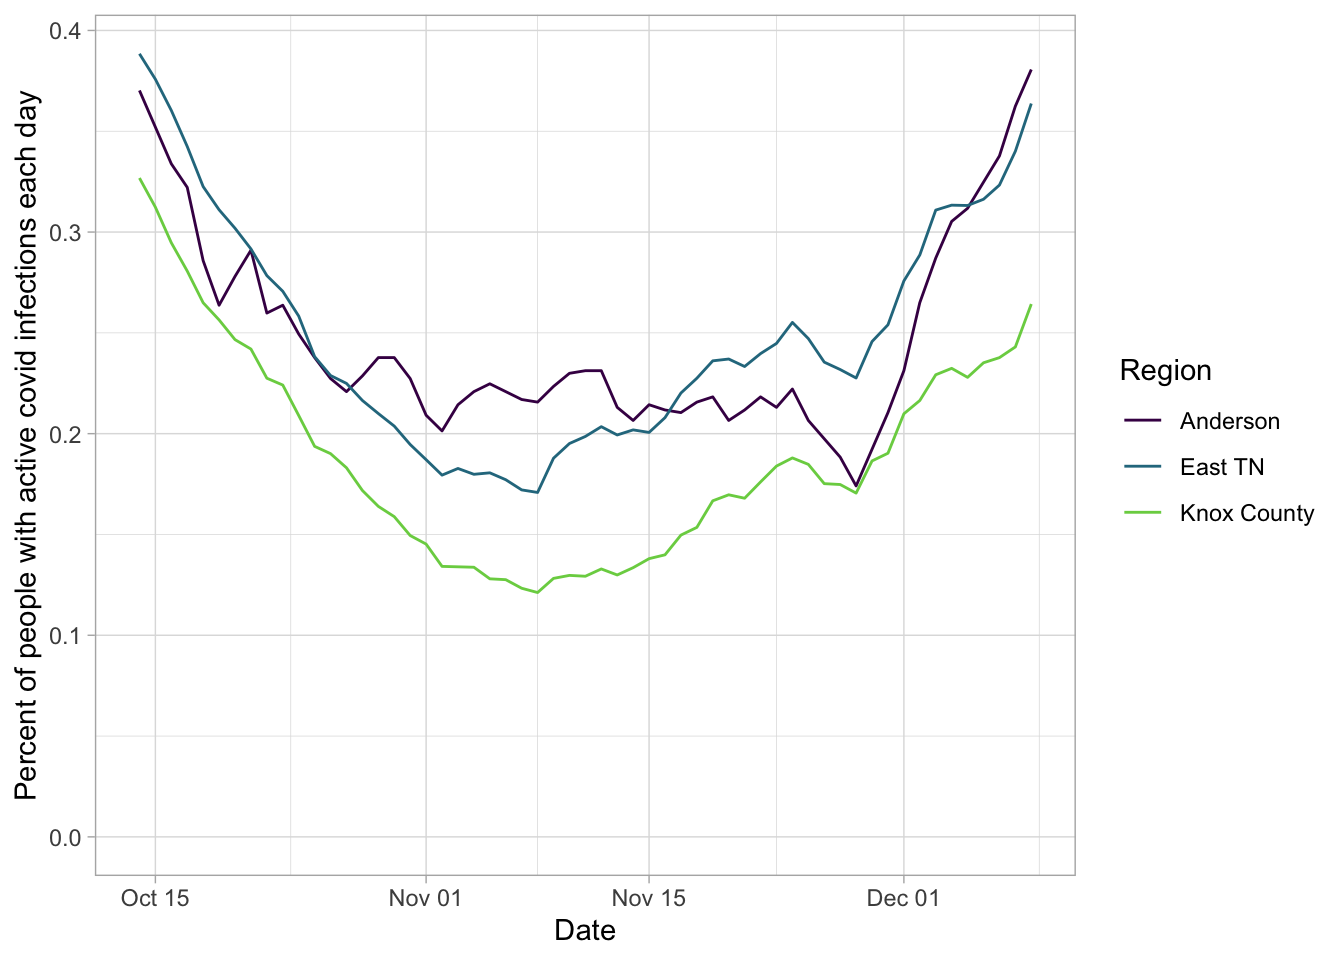 Percent of people with active covid infections each day
0.4
0.3
0.2
0.1
0.0
Oct 15
Nov 01
Nov 15
Dec 01
Date
Region
Anderson
East TN
Knox County